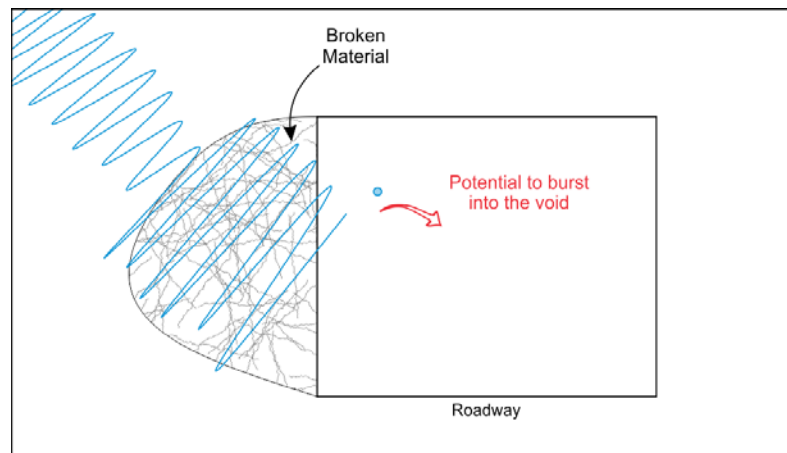 Broken
Material
Potential to burst
into the void
Roadway